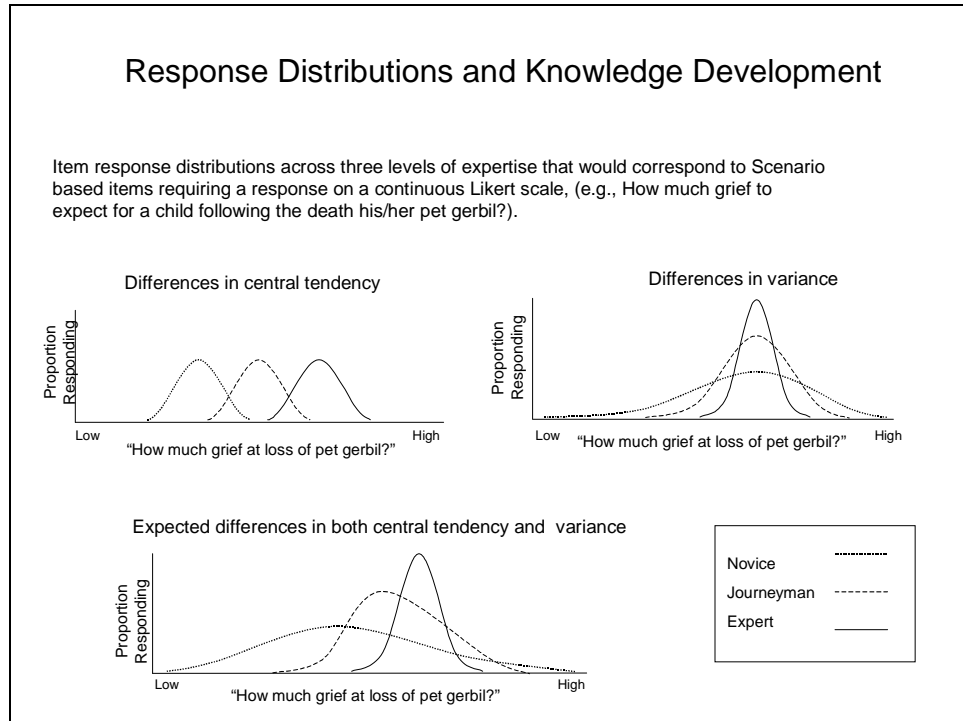 Response Distributions and Knowledge Development
Item response distributions across three levels of expertise that would correspond to Scenario
based items requiring a response on a continuous Likert scale, (e.g., How much grief to
expect for a child following the death his/her pet gerbil?).
Differences in central tendency
Proportion
Responding
Low
High
“How much grief at loss of pet gerbil?”
Differences in variance
Proportion
Responding
Low
High
“How much grief at loss of pet gerbil?”
Expected differences in both central tendency and variance
Proportion
Responding
Low
High
“How much grief at loss of pet gerbil?”
Novice
Journeyman
Expert